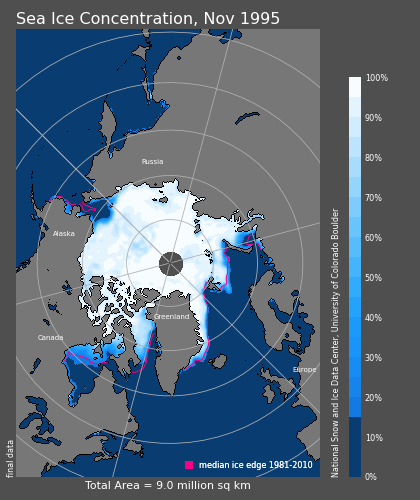 Sea Ice Concentration, Nov 1995
Russia
Alaska
Greenland
Canada
Europe
median ice edge 1981-2010
Total Area = 9.0 million sq km
final data
National Snow and Ice Data Center, University of Colorado Boulder
100%
90%
80%
70%
60%
50%
40%
30%
20%
10%
0%